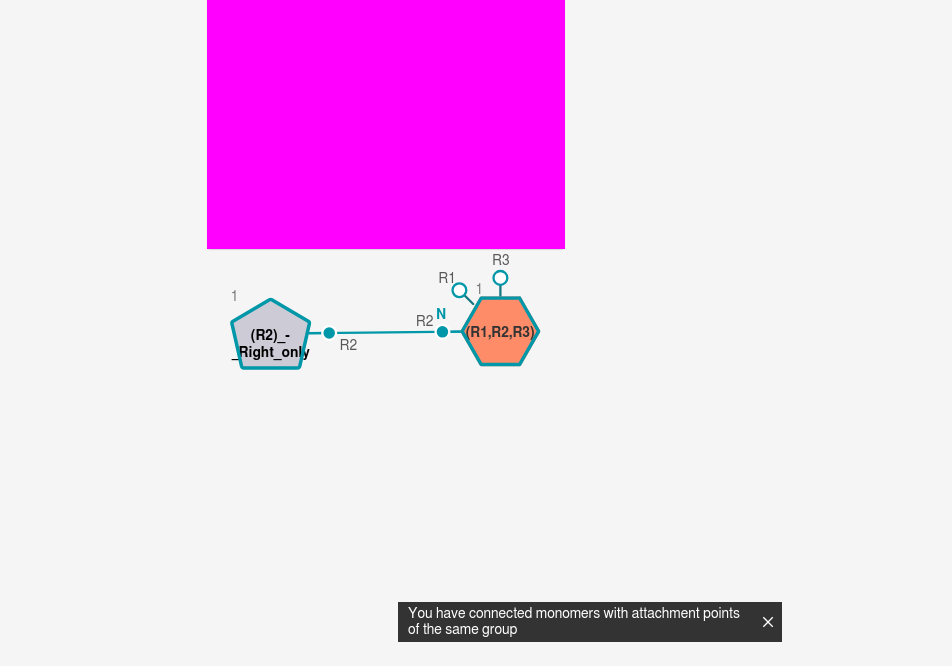 R3
R1
1
1
N
R2
(R2)_-
_Right_only
(R1,R2,R3)
R2
You have connected monomers with attachment points
of the same group